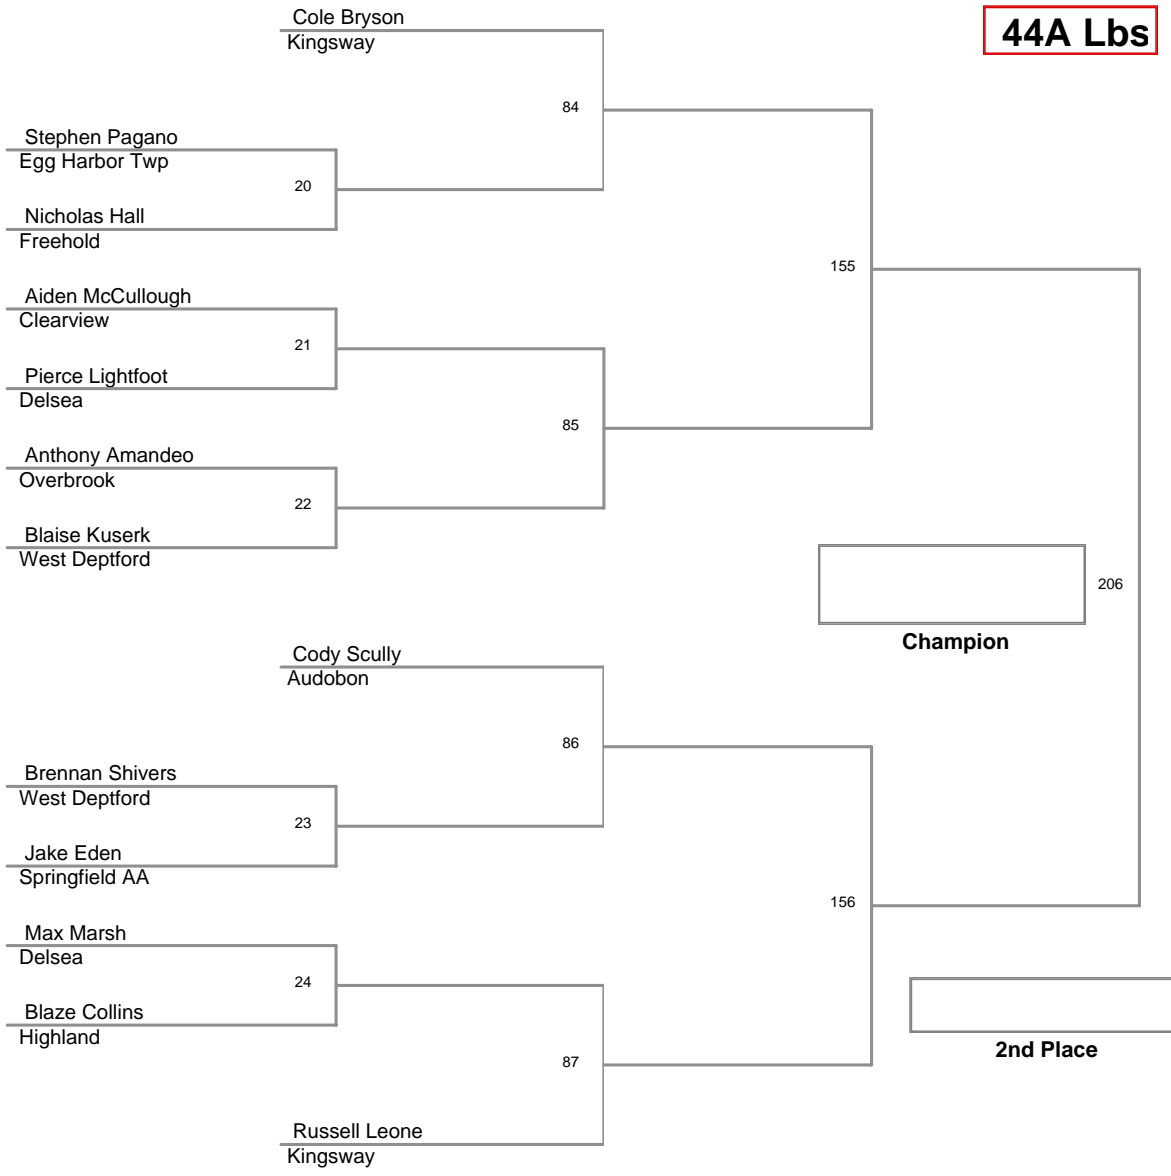 Cole Bryson
Kingsway
44A Lbs
84
Stephen Pagano
Egg Harbor Twp
20
Nicholas Hall
Freehold
155
Aiden McCullough
Clearview
21
Pierce Lightfoot
Delsea
85
Anthony Amandeo
Overbrook
22
Blaise Kuserk
West Deptford
206
Champion
Cody Scully
Audobon
86
Brennan Shivers
West Deptford
23
Jake Eden
Springfield AA
156
Max Marsh
Delsea
24
Blaze Collins
Highland
2nd Place
87
Russell Leone
Kingsway